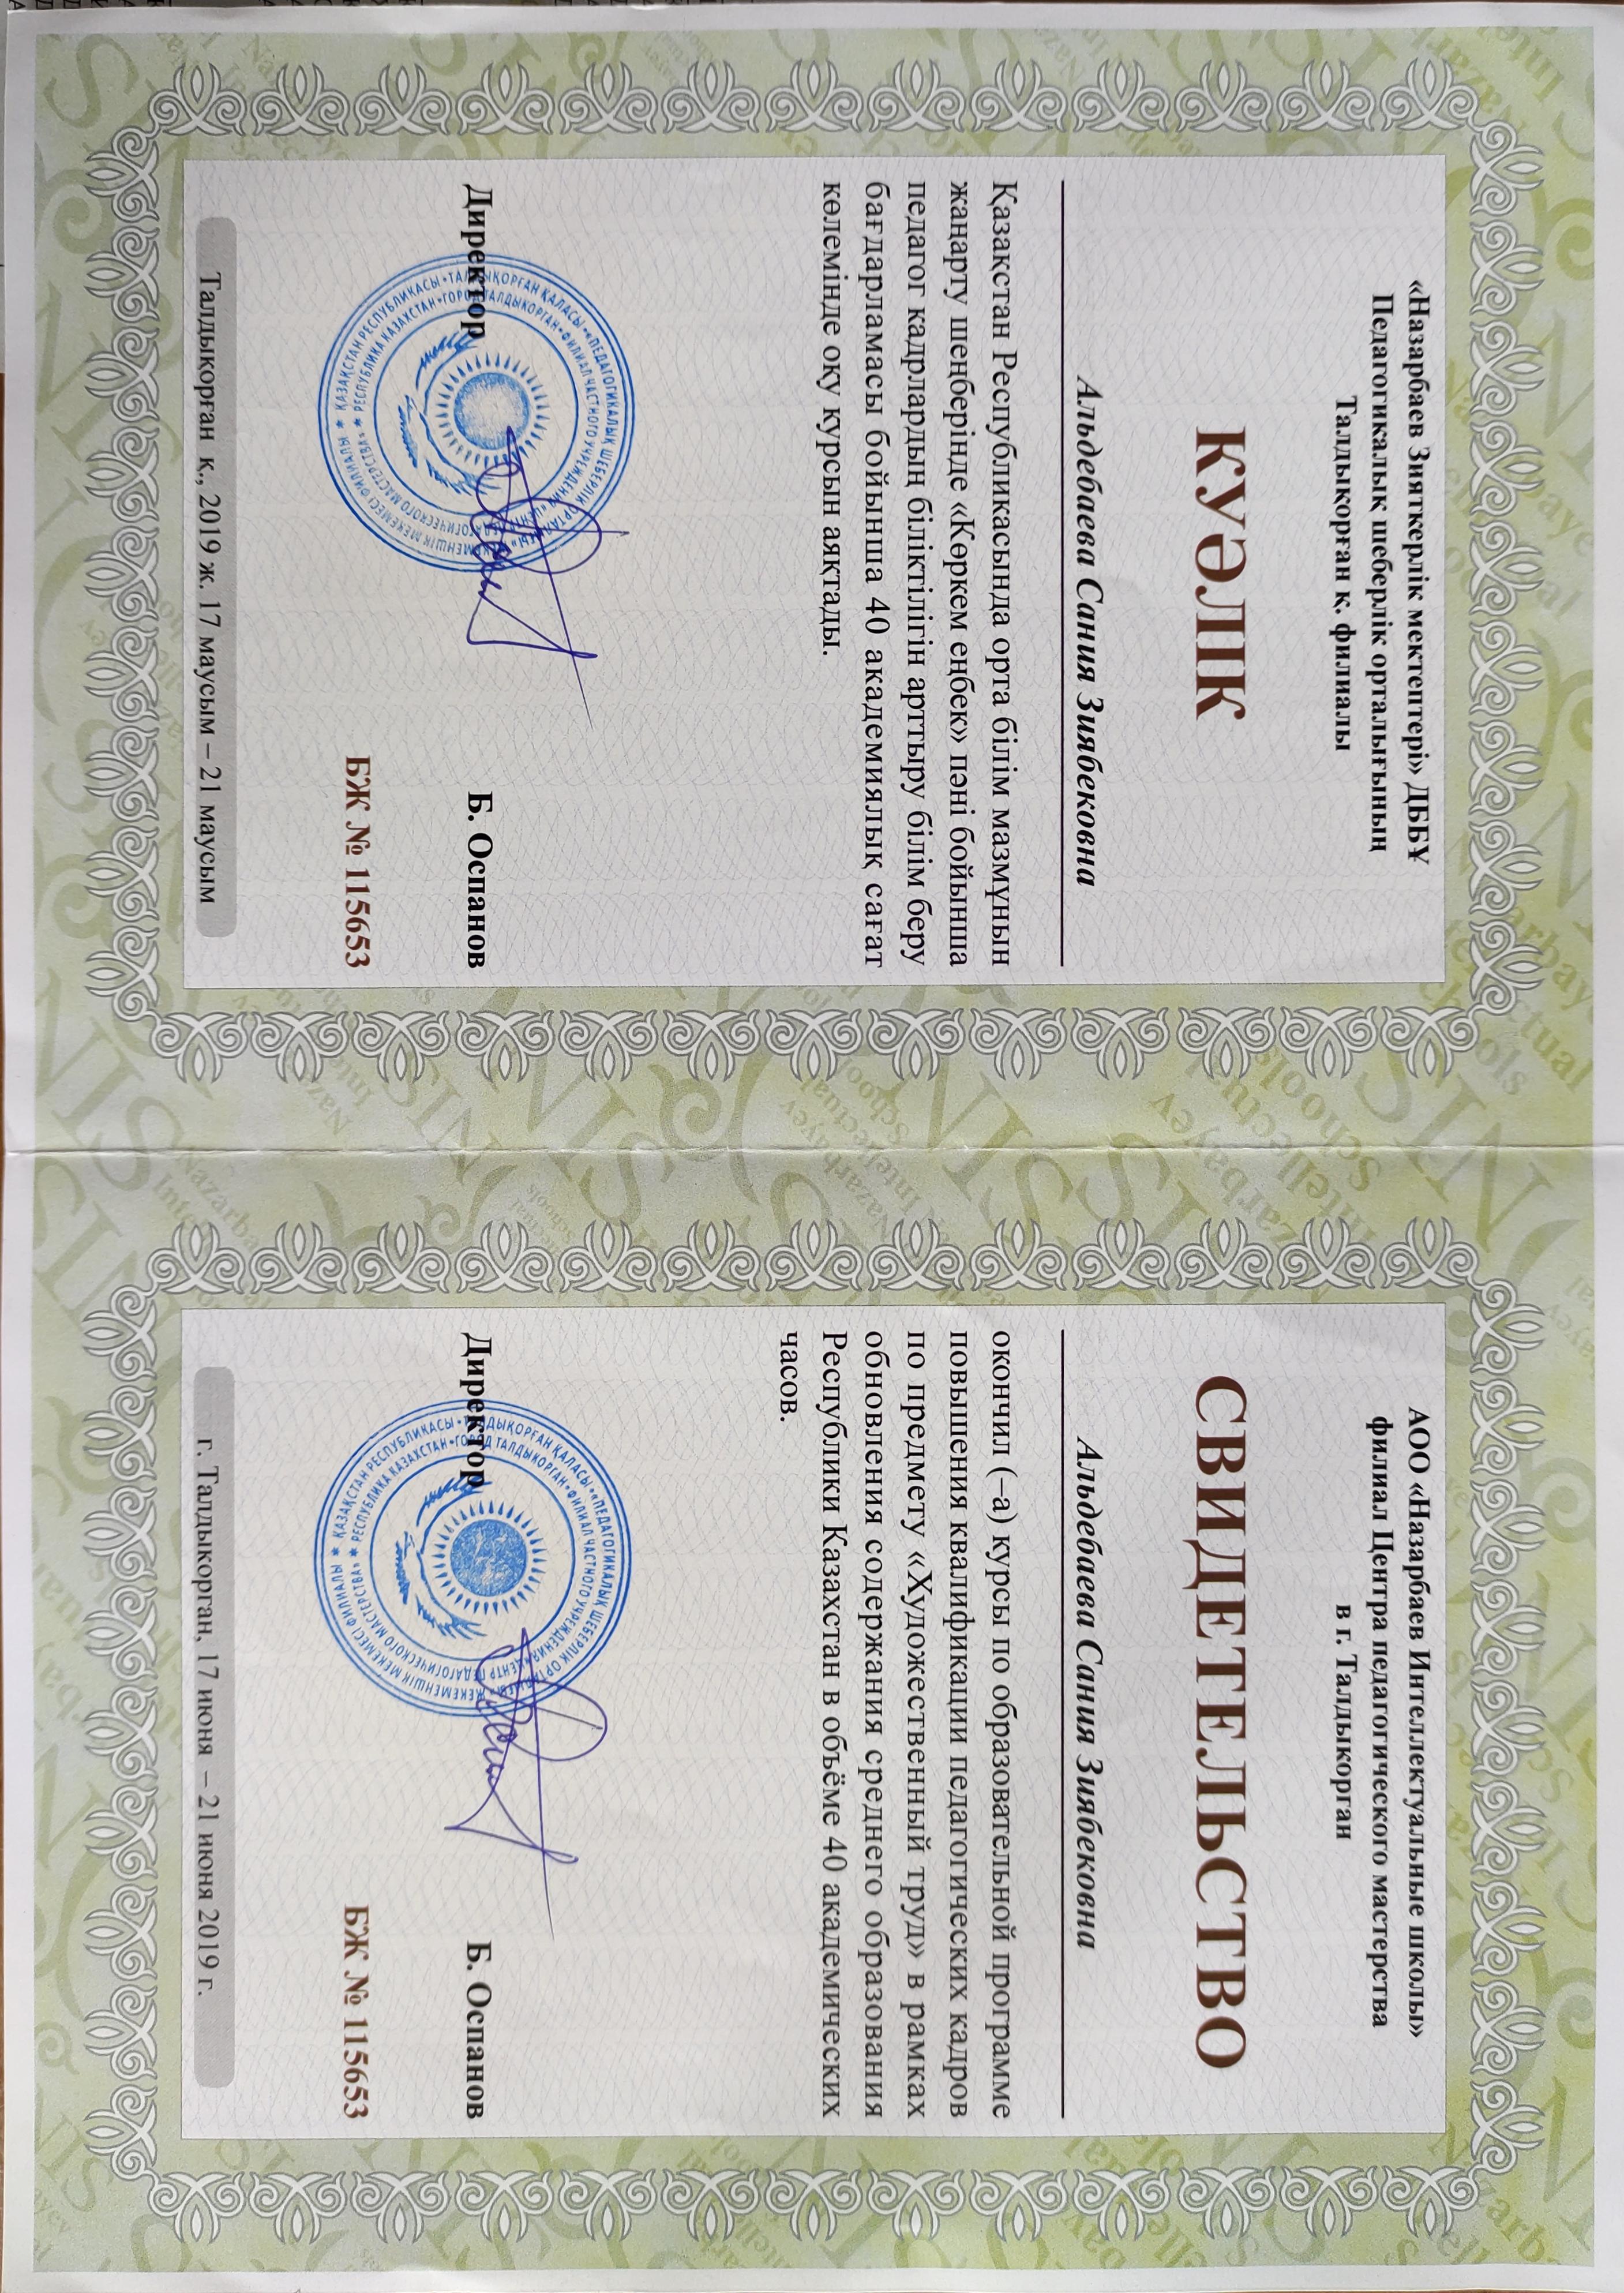 «Назарбаев Зияткерлік мектептері» ДББҰ
Педагогикалық шеберлік орталығының
Талдықорған қ. филиалы
КУӘЛІК
Альдебаева Сания Зиябековна
Қазақстан Республикасында орта білім мазмұнын
жаңарту шеңберінде «Көркем еңбек» пәні бойынша
педагог кадрлардың біліктілігін арттыру білім беру
бағдарламасы бойынша 40 академиялық сағат
көлемінде оқу курсын аяқтады.
Директор
Б. Оспанов
БЖ № 115653
Талдықорған қ., 2019 ж. 17 маусым – 21 маусым
АОО «Назарбаев Интеллектуальные школы»
филиал Центра педагогического мастерства
в г. Талдыкорган
СВИДЕТЕЛЬСТВО
Альдебаева Сания Зиябековна
окончил (–а) курсы по образовательной программе
повышения квалификации педагогических кадров
по предмету «Художественный труд» в рамках
обновления содержания среднего образования
Республики Казахстан в объёме 40 академических
часов.
Директор
Б. Оспанов
БЖ № 115653
г. Талдыкорган, 17 июня – 21 июня 2019 г.